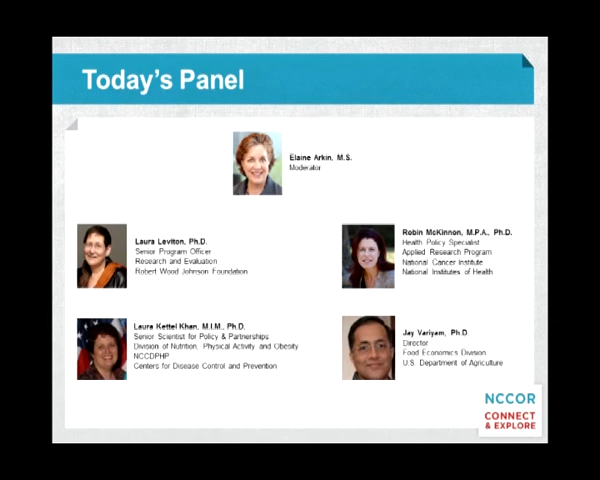 Today's Panel
Elaine Arkin, M.S.
Moderator
Laura Leviton, Ph.D.
Senior Program Officer
Research and Evaluation
Robert Wood Johnson Foundation
Robin McKinnon, M.P.A., Ph.D.
Health Policy Specialist
Applied Research Program
National Cancer Institute
National Institutes of Health
Laura Kettel Khan, M.I.M., Ph.D.
Senior Scientist for Policy & Partnerships
Division of Nutrition, Physical Activity and Obesity
NCCDPHP
Centers for Disease Control and Prevention
Jay Variyam, Ph.D.
Director
Food Economics Division
U.S. Department of Agriculture
NCCOR
CONNECT
& EXPLORE